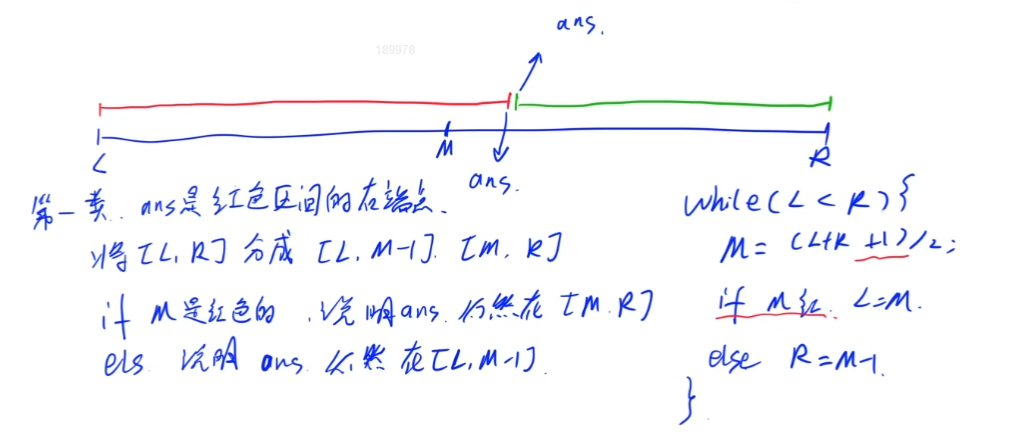 ans.
189978
L
M
R
ans.
第一类. ans是红色区间的右端点.
将[L, R] 分成 [L, M-1]. [M, R]
if M是红色的 , 说明ans. 仍然在 [M.R]
els. 说明 ans. 仍然 在[L, M-1].
while(L < R) {
M = (L+R +1)/2;
if M红. L=M.
else R=M-1.
}